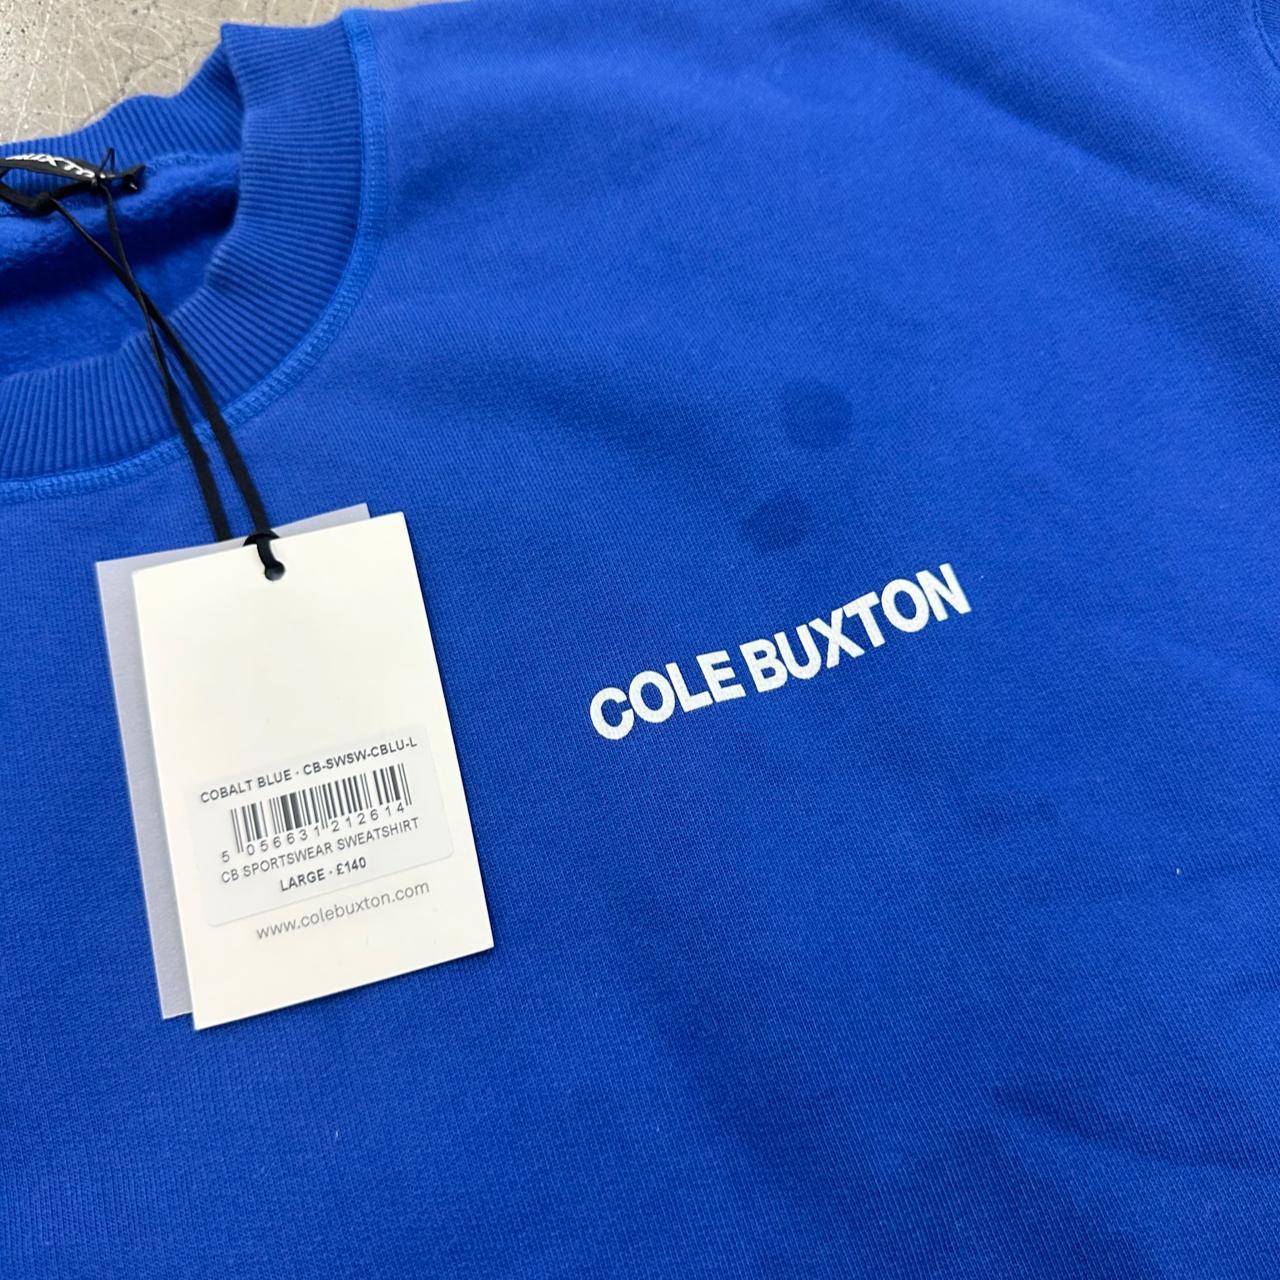 COLE BUXTON
COBALT BLUE · CB-SWSW-CBLU-L
5 056631 212614
CB SPORTSWEAR SWEATSHIRT
LARGE · £140
www.colebuxton.com